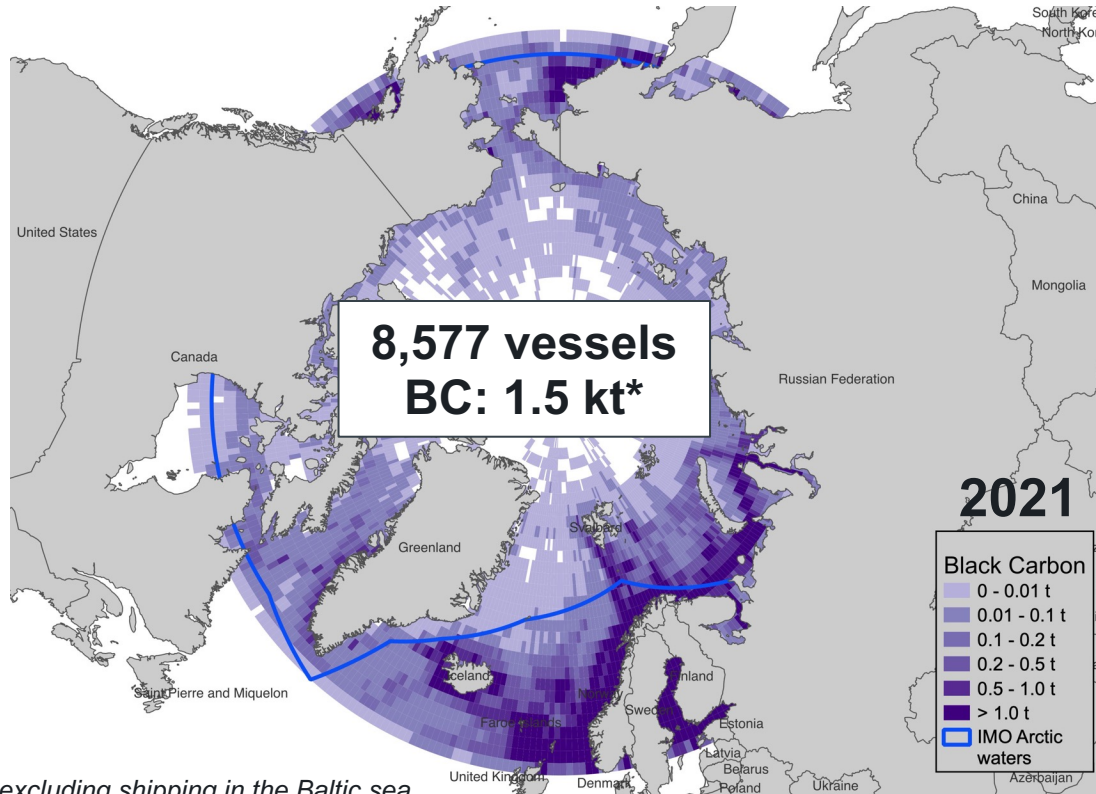 South Kore
North Kor
China
United States
Mongolia
8,577 vessels
BC: 1.5 kt*
Canada
Russian Federation
2021
Svalbard
Greenland
Black Carbon
0 - 0.01 t
0.01 - 0.1 t
0.1 - 0.2 t
0.2 - 0.5 t
0.5 - 1.0 t
> 1.0 t
IMO Arctic
waters
Iceland
Finland
Saint Pierre and Miquelon
Norway
Sweden
Faroe Islands
Estonia
Latvia
United Kingdom
Belarus
Denmark
Poland
Ukraine
Azerbaijan
excluding shipping in the Baltic sea